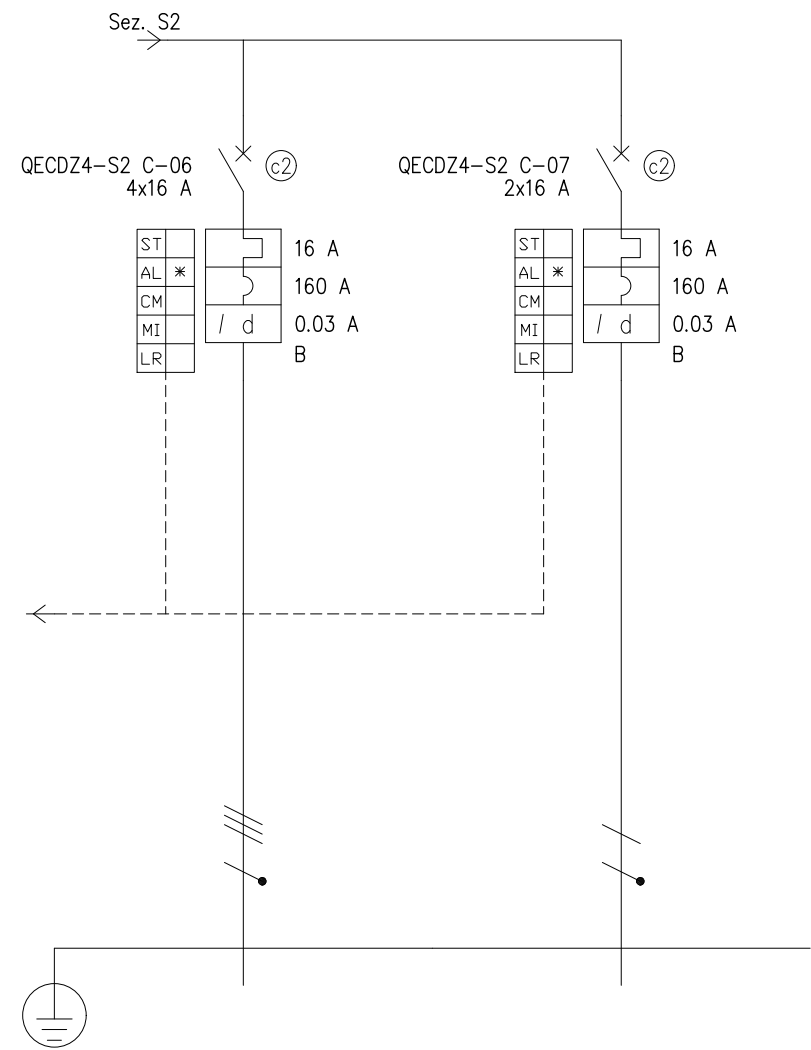 Sez. S2
QECDZ4-S2 C-06
4x16 A
c2
ST
AL *
CM
MI
LR
16 A
160 A
I d
0.03 A
B
QECDZ4-S2 C-07
2x16 A
c2
ST
AL *
CM
MI
LR
16 A
160 A
I d
0.03 A
B